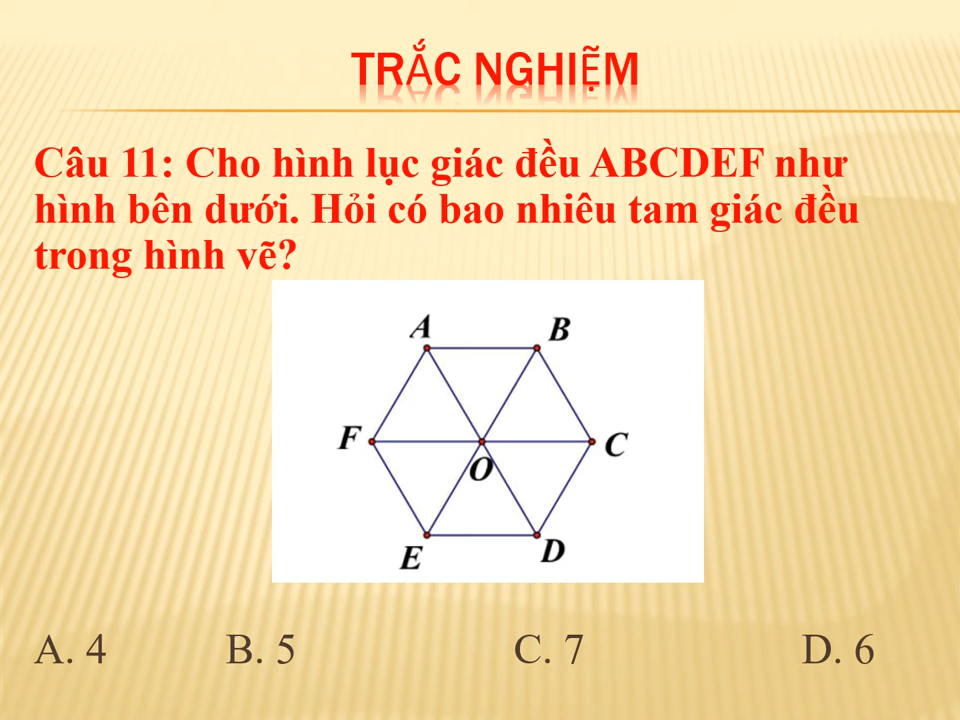 TRẮC NGHIỆM
Câu 11: Cho hình lục giác đều ABCDEF như
hình bên dưới. Hỏi có bao nhiêu tam giác đều
trong hình vẽ?
A B
F O C
E D
A. 4 B. 5 C. 7 D. 6